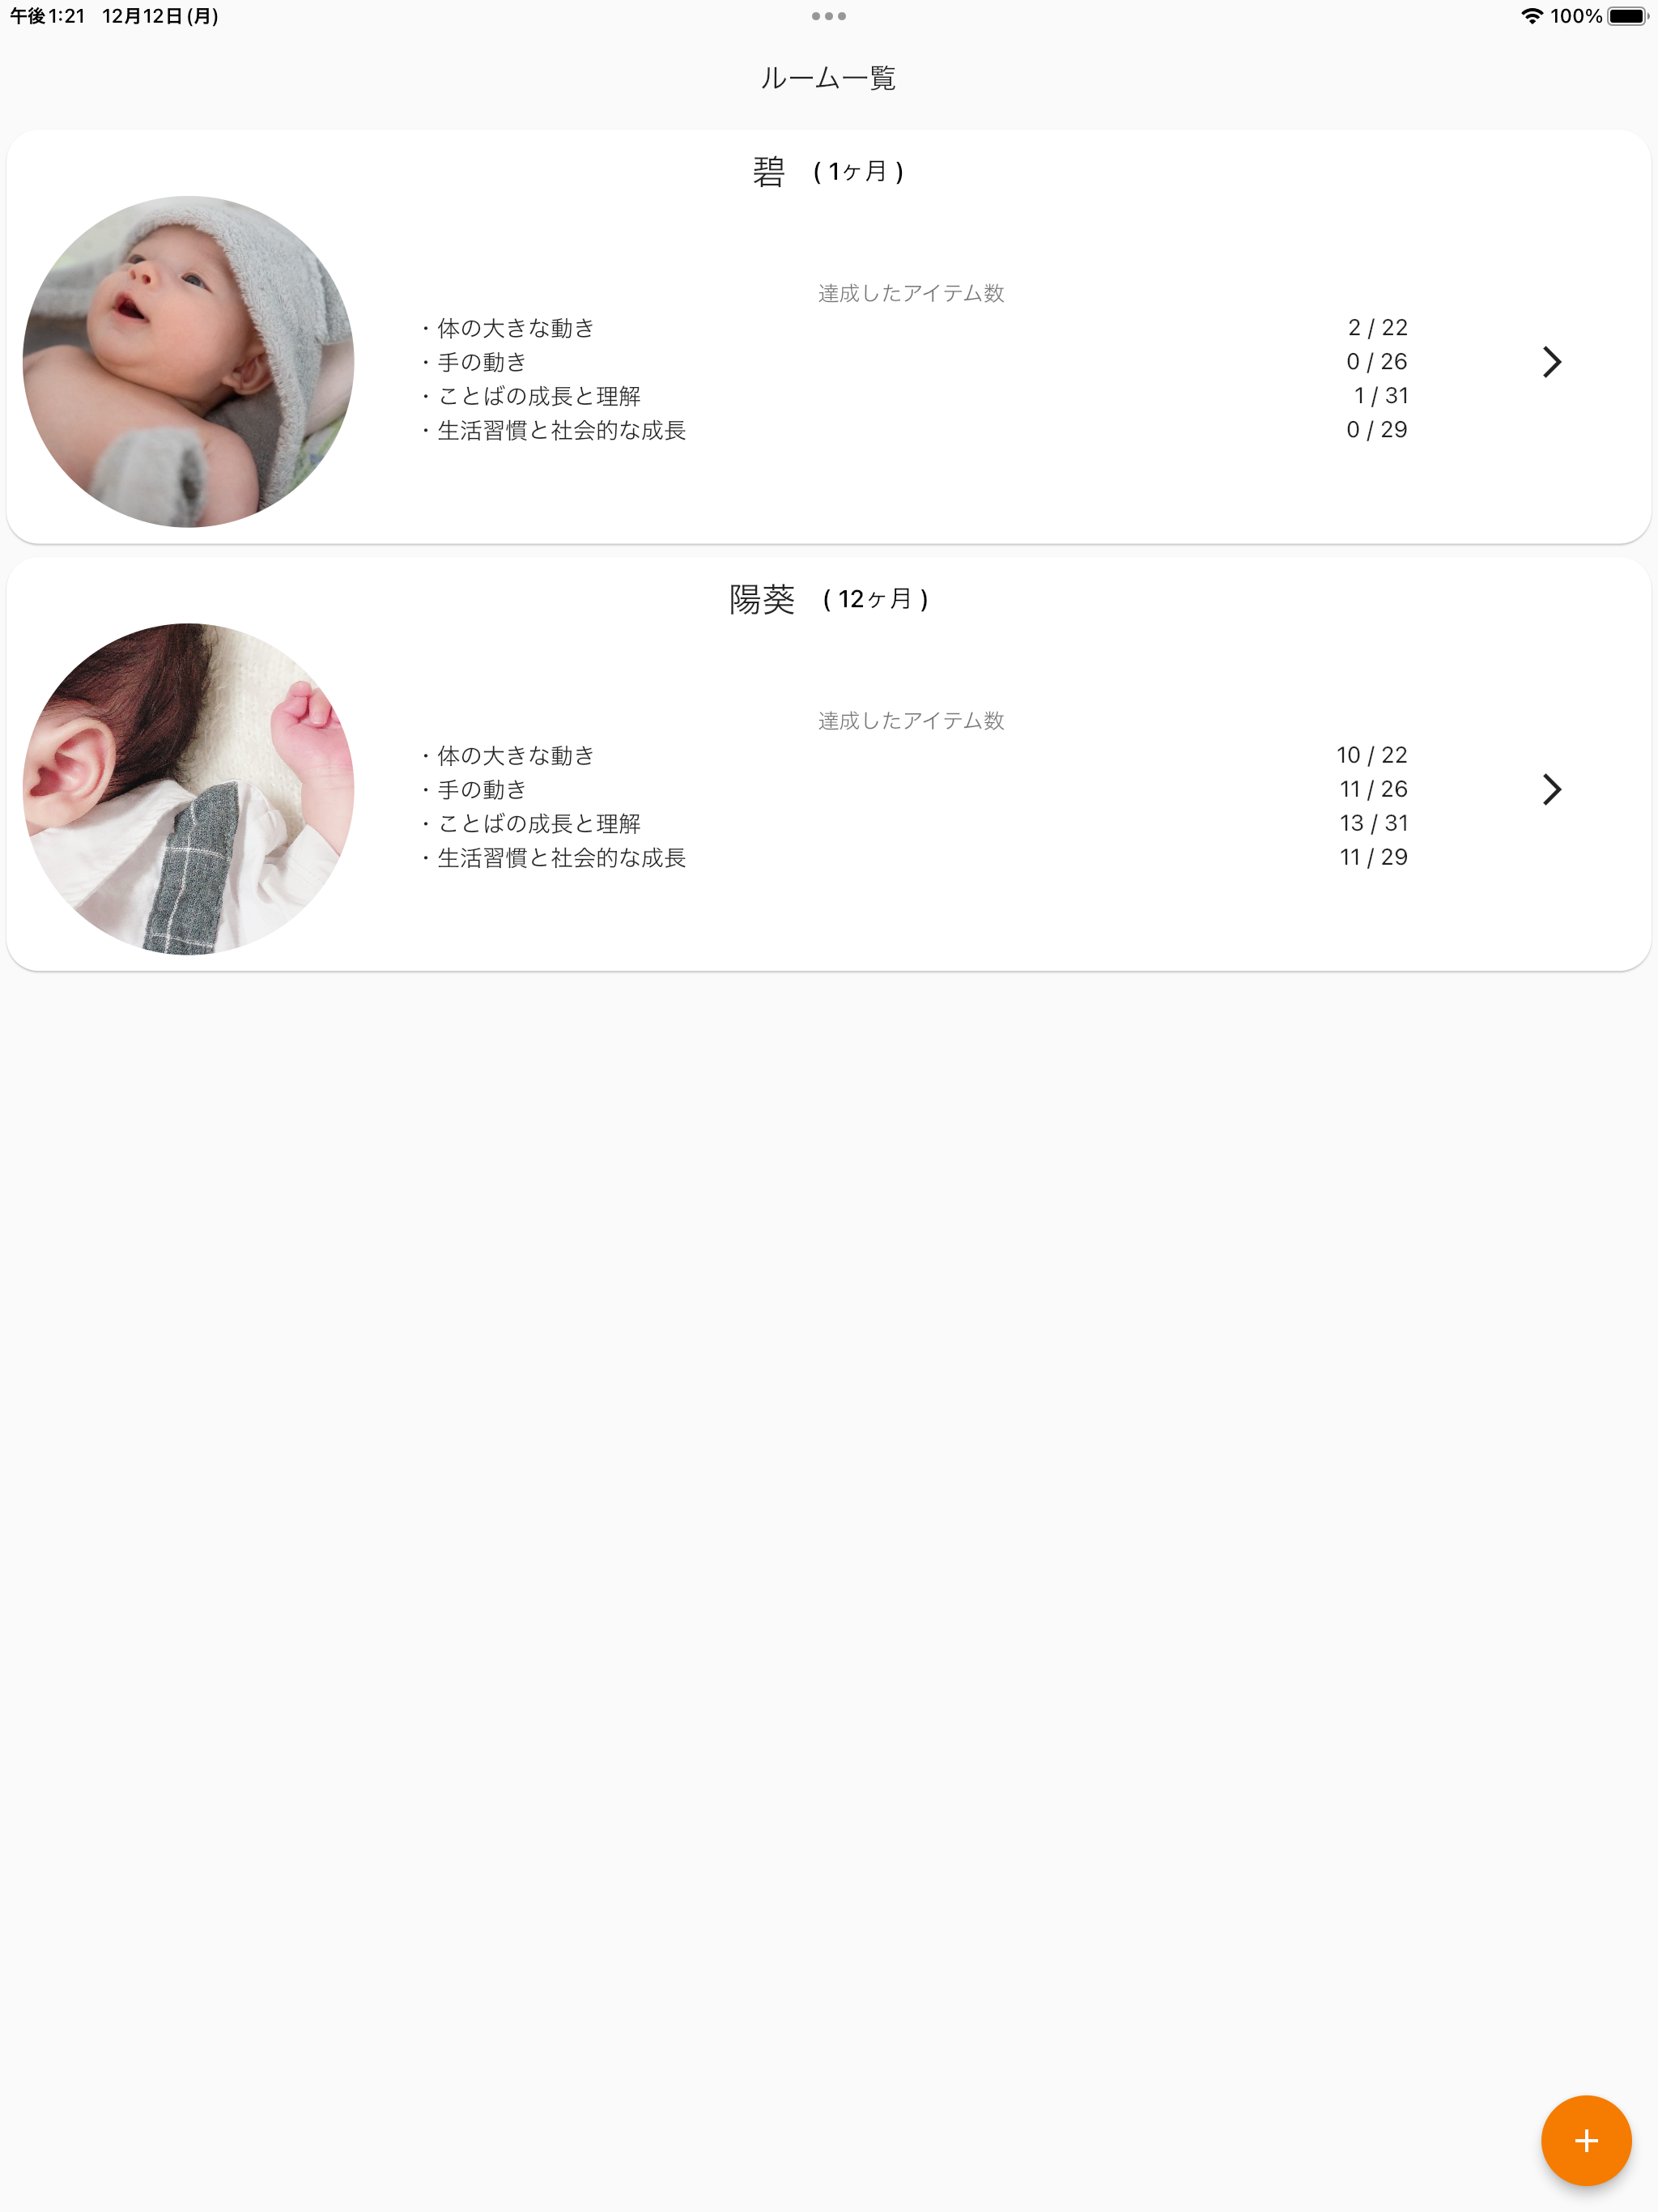 午後1:21 12月12日(月) 100%
ルーム一覧
碧 ( 1ヶ月 )
達成したアイテム数
・体の大きな動き 2 / 22
・手の動き 0 / 26
・ことばの成長と理解 1 / 31
・生活習慣と社会的な成長 0 / 29
陽葵 ( 12ヶ月 )
達成したアイテム数
・体の大きな動き 10 / 22
・手の動き 11 / 26
・ことばの成長と理解 13 / 31
・生活習慣と社会的な成長 11 / 29